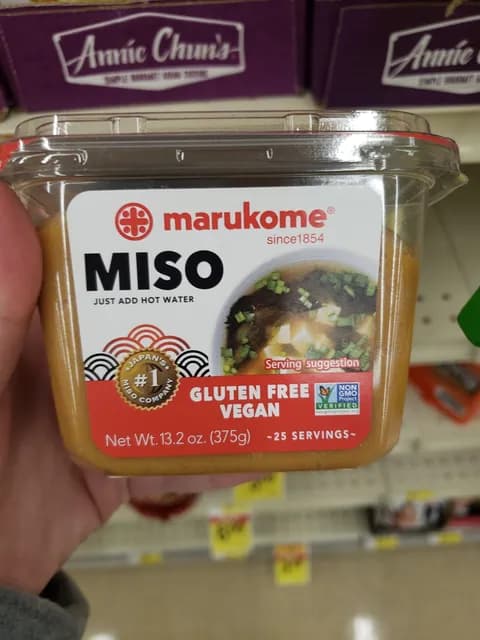 Annie Chun's
Annie
marukome®
since1854
MISO
JUST ADD HOT WATER
Serving suggestion
JAPAN'S
#1
MISO COMPANY
GLUTEN FREE
VEGAN
NON
GMO
Project
VERIFIED
Net Wt. 13.2 oz. (375g)
~25 SERVINGS~